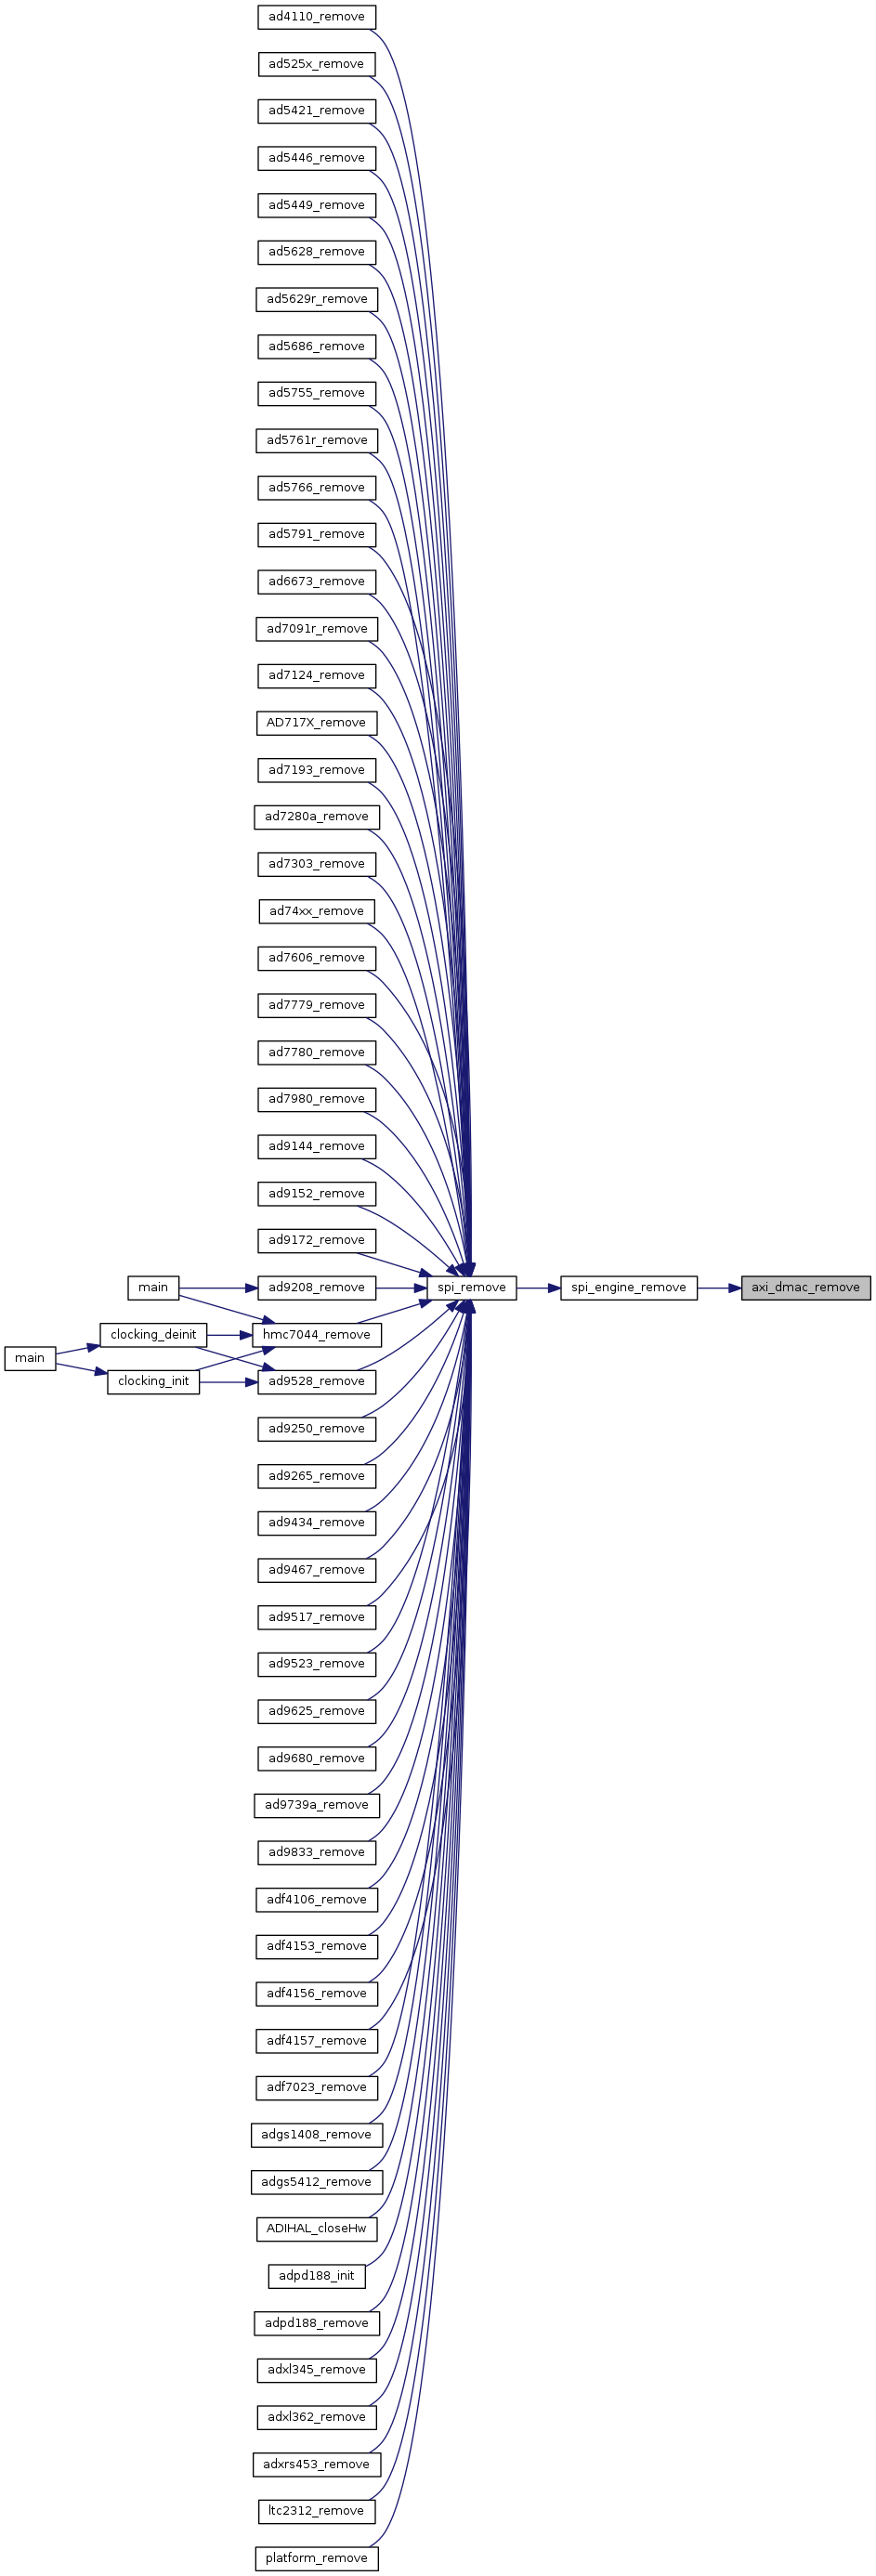 ad4110_remove
ad525x_remove
ad5421_remove
ad5446_remove
ad5449_remove
ad5628_remove
ad5629r_remove
ad5686_remove
ad5755_remove
ad5761r_remove
ad5766_remove
ad5791_remove
ad6673_remove
ad7091r_remove
ad7124_remove
AD717X_remove
ad7193_remove
ad7280a_remove
ad7303_remove
ad74xx_remove
ad7606_remove
ad7779_remove
ad7780_remove
ad7980_remove
ad9144_remove
ad9152_remove
ad9172_remove
main
ad9208_remove
spi_remove
spi_engine_remove
axi_dmac_remove
clocking_deinit
hmc7044_remove
main
clocking_init
ad9528_remove
ad9250_remove
ad9265_remove
ad9434_remove
ad9467_remove
ad9517_remove
ad9523_remove
ad9625_remove
ad9680_remove
ad9739a_remove
ad9833_remove
adf4106_remove
adf4153_remove
adf4156_remove
adf4157_remove
adf7023_remove
adgs1408_remove
adgs5412_remove
ADIHAL_closeHw
adpd188_init
adpd188_remove
adxl345_remove
adxl362_remove
adxrs453_remove
ltc2312_remove
platform_remove